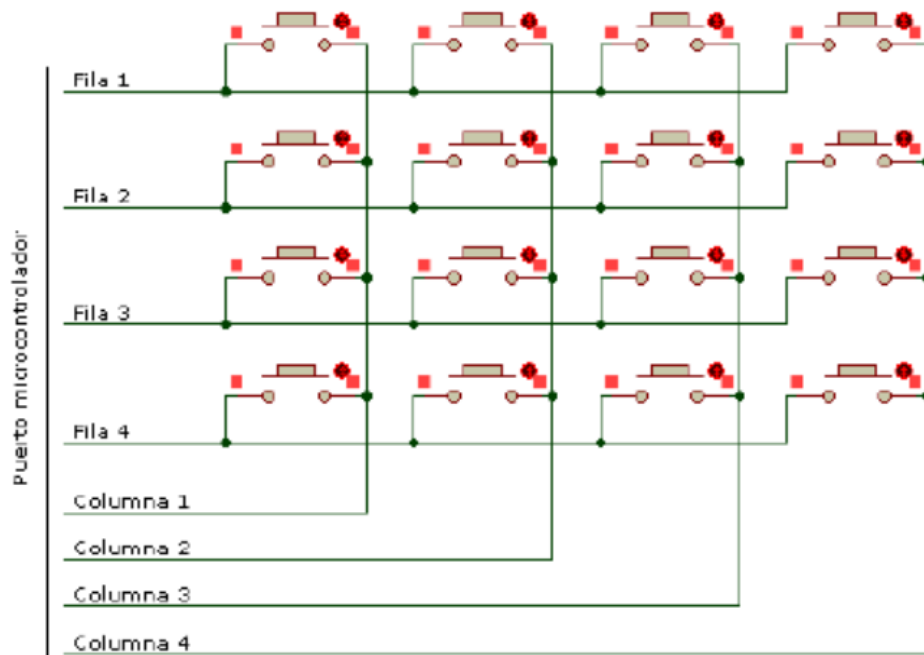 Fila 1
Fila 2
Fila 3
Fila 4
Puerto microcontrolador
Columna 1
Columna 2
Columna 3
Columna 4